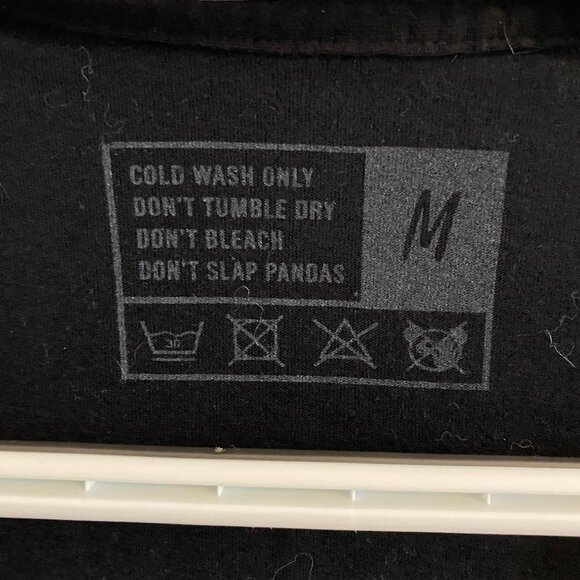 COLD WASH ONLY
DON'T TUMBLE DRY
DON'T BLEACH
DON'T SLAP PANDAS
M
30